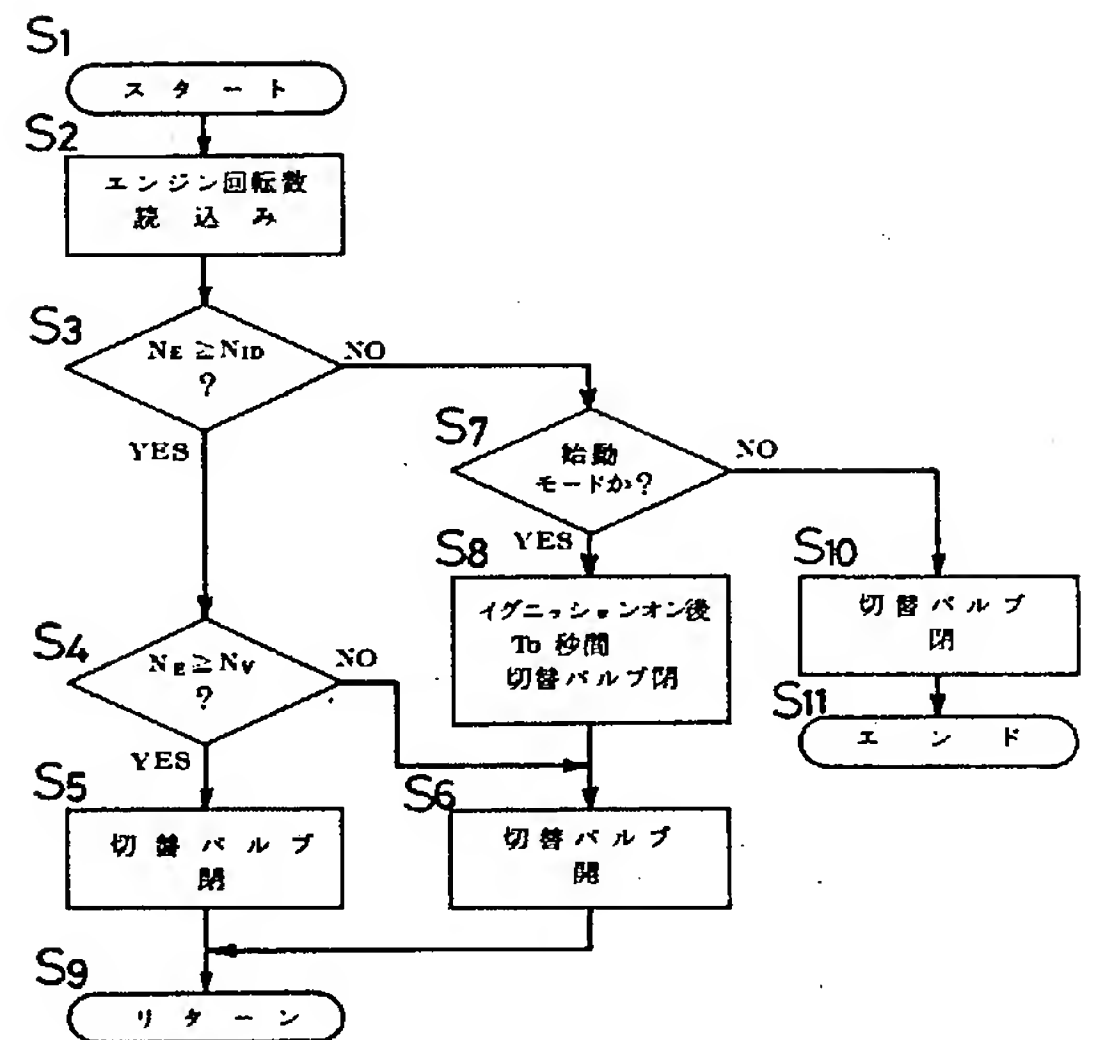 S1
スタート
S2
エンジン回転数
読込み
S3
NE ≧ NID
?
NO
YES
S7
始動
モードか?
NO
YES
S8
イグニッションオン後
To 秒間
切替バルブ閉
S10
切替バルブ
閉
S11
エンド
S4
NE ≧ NV
?
NO
YES
S5
切替バルブ
閉
S6
切替バルブ
開
S9
リターン